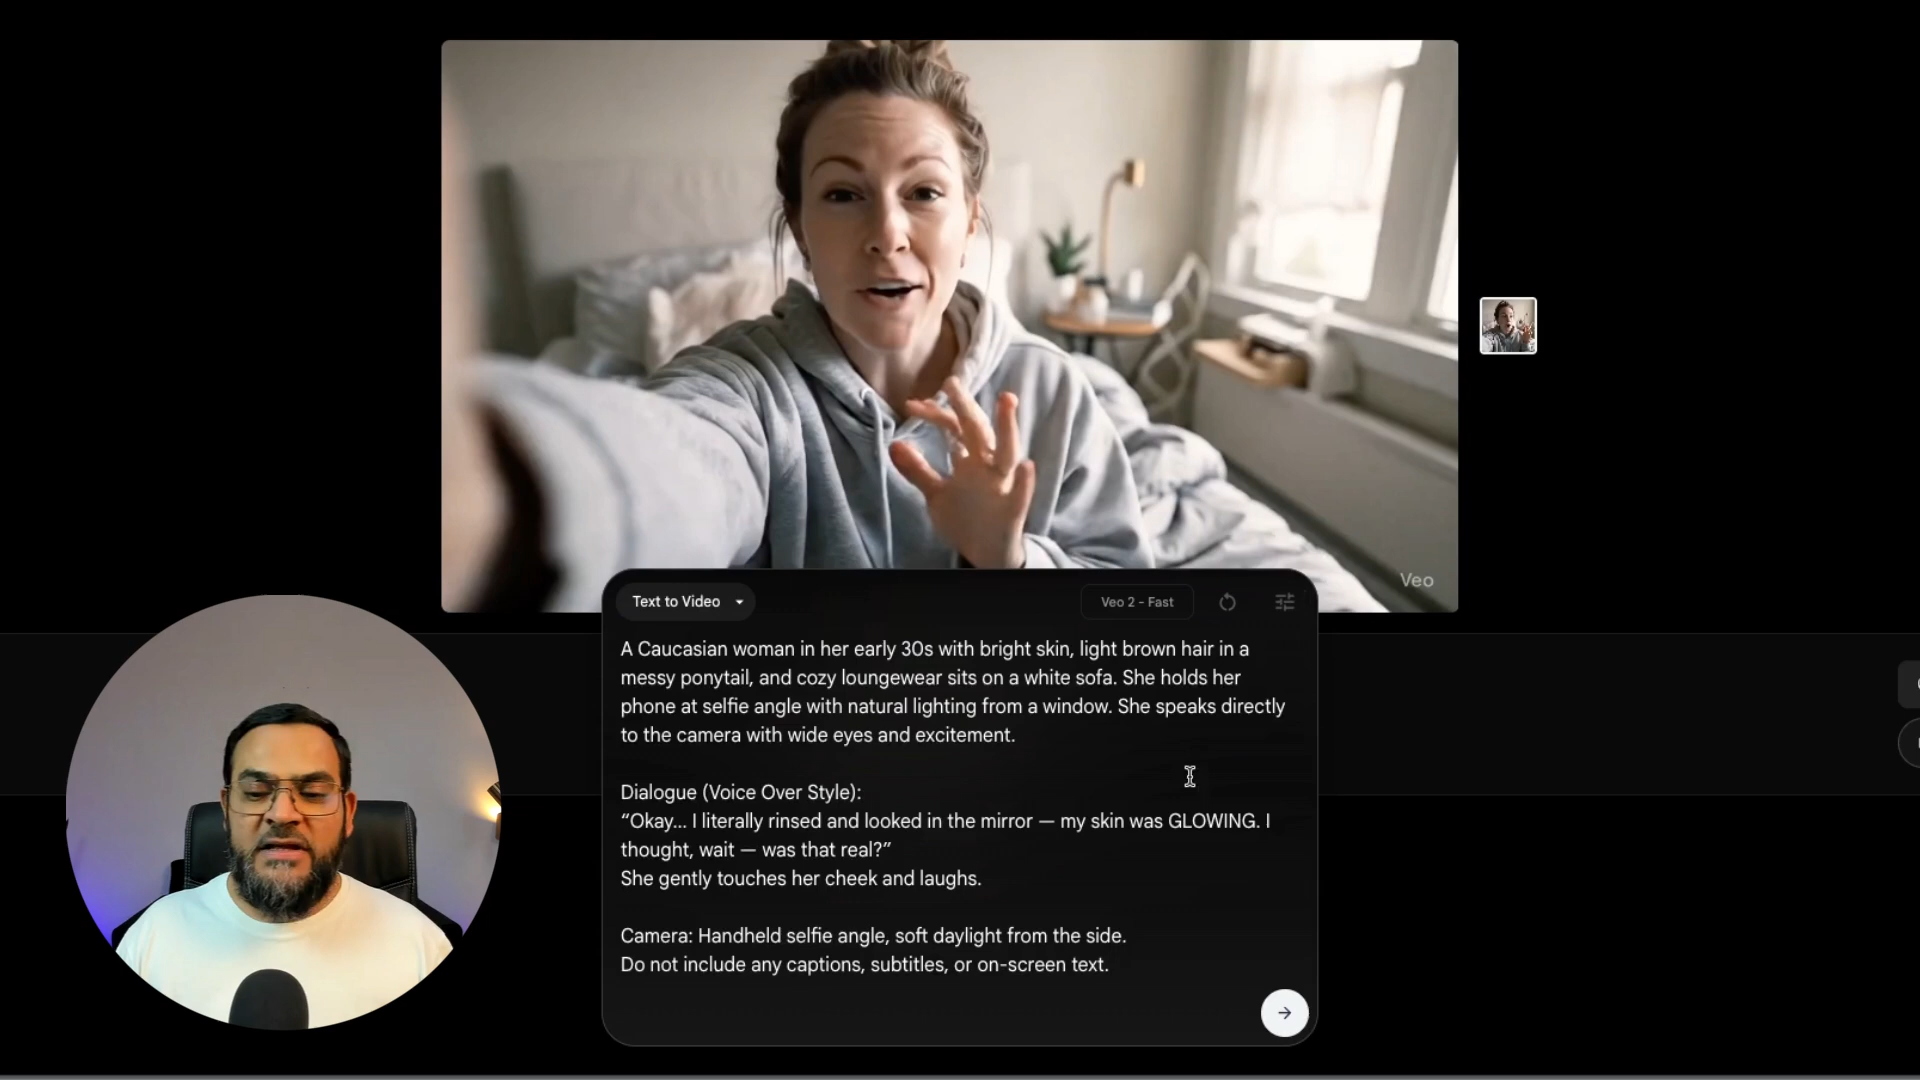 Veo
Text to Video
Veo 2 - Fast
A Caucasian woman in her early 30s with bright skin, light brown hair in a
messy ponytail, and cozy loungewear sits on a white sofa. She holds her
phone at selfie angle with natural lighting from a window. She speaks directly
to the camera with wide eyes and excitement.
Dialogue (Voice Over Style):
“Okay... I literally rinsed and looked in the mirror — my skin was GLOWING. I
thought, wait — was that real?”
She gently touches her cheek and laughs.
Camera: Handheld selfie angle, soft daylight from the side.
Do not include any captions, subtitles, or on-screen text.